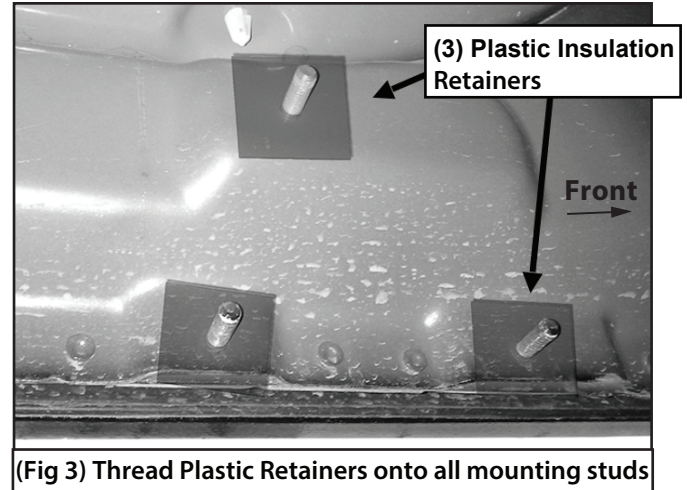 (3) Plastic Insulation
Retainers
Front
(Fig 3) Thread Plastic Retainers onto all mounting studs